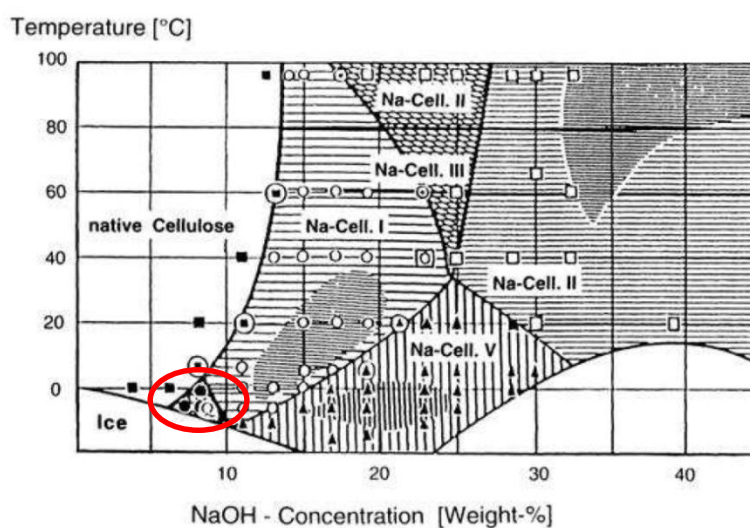 Temperature [°C]
100
80
60
40
20
0
Na-Cell. II
Na-Cell. III
native Cellulose
Na-Cell. I
Na-Cell. II
Na-Cell. V
Ice
10
20
30
40
NaOH - Concentration [Weight-%]